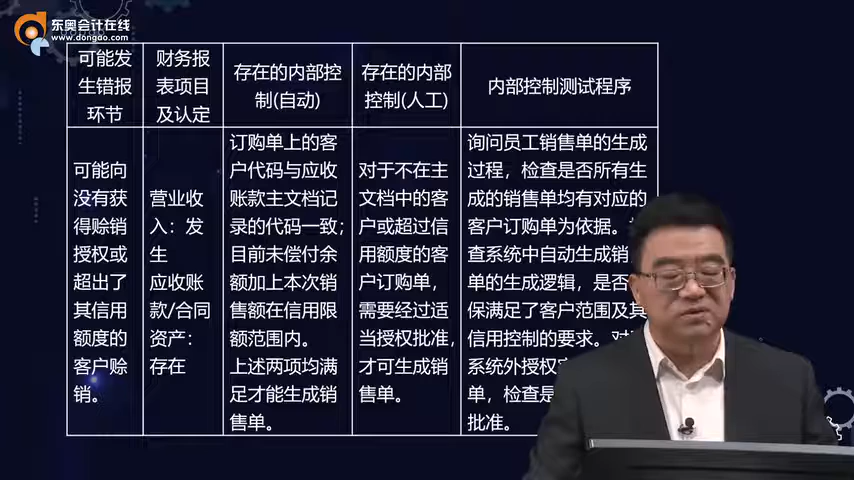 东奥会计在线
www.dongao.com
可能发
生错报
环节
财务报
表项目
及认定
存在的内部控
制(自动)
存在的内部
控制(人工)
内部控制测试程序
可能向
没有获
得赊销
授权或
超出了
其信用
额度的
客户赊
销。
营业收
入：发
生
应收账
款/合同
资产：
存在
订购单上的客
户代码与应收
账款主文档记
录的代码一致；
目前未偿付余
额加上本次销
售额在信用限
额范围内。
上述两项均满
足才能生成销
售单。
对于不在主
文档中的客
户或超过信
用额度的客
户订购单，
需要经过适
当授权批准，
才可生成销
售单。
询问员工销售单的生成
过程，检查是否所有生
成的销售单均有对应的
客户订购单为依据。
查系统中自动生成销
单的生成逻辑，是否
保满足了客户范围及其
信用控制的要求。对
系统外授权
单，检查是
批准。